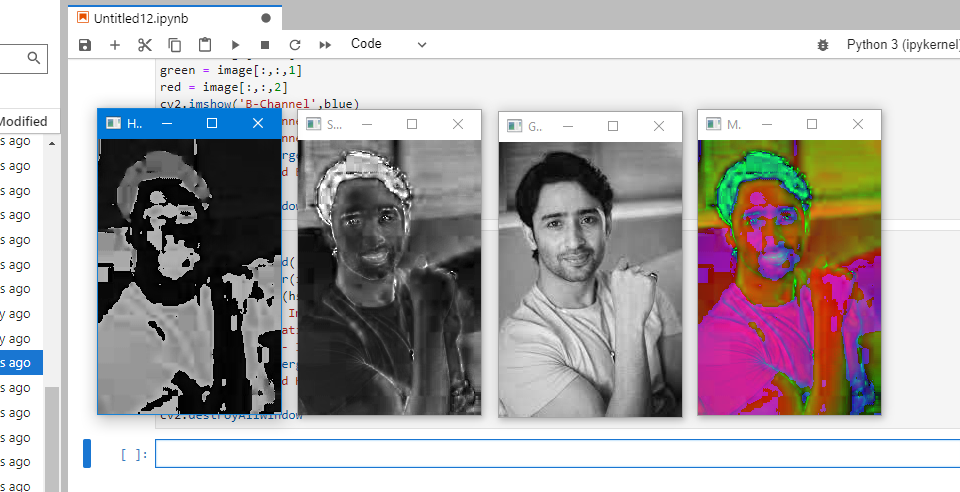 Untitled12.ipynb
Code
Python 3 (ipykernel)
Modified
green = image[:,:,1]
red = image[:,:,2]
cv2.imshow('B-Channel',blue)
H..
S...
G..
M.
s ago
s ago
s ago
s ago
s ago
s ago
s ago
y ago
y ago
s ago
s ago
s ago
s ago
s ago
s ago
cv2.destroyAllWindow
[ ]: